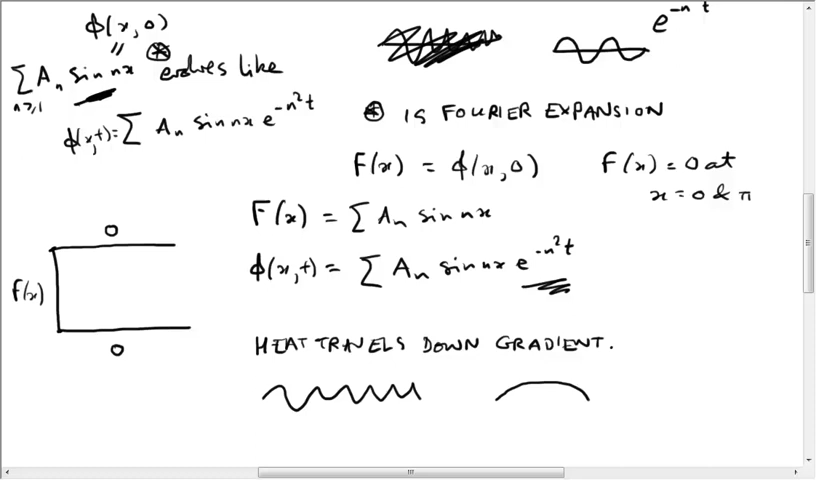 ϕ(x,0)
"
∑ Aₙ sin nx ⊛ evolves like
n≥1
ϕ(x,t) = ∑ Aₙ sin nx e^{-n²t}
e^{-n² t}
⊛ IS FOURIER EXPANSION
F(x) = ϕ(x,0)
F(x) = 0 at
x = 0 & π
F(x) = ∑ Aₙ sin nx
ϕ(x,t) = ∑ Aₙ sin nx e^{-n²t}
0
f(x)
0
HEAT TRAVELS DOWN GRADIENT.